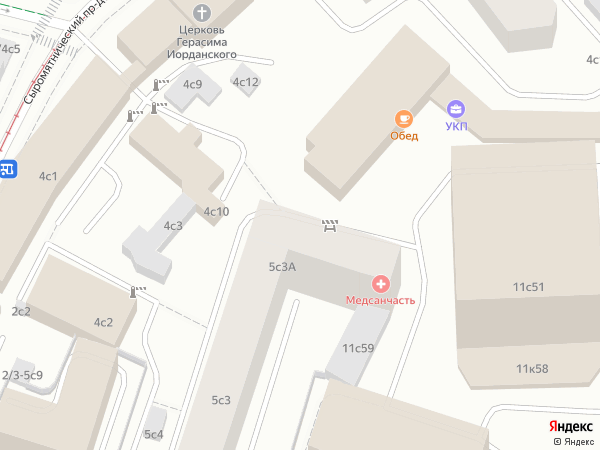 Церковь
Герасима
Иорданского
Сыромятнический пр-д
/4с5
4с9
4с12
Обед
УКП
4с1
4с10
4с3
5с3А
11с51
Медсанчасть
2с2
4с2
11с59
11к58
2/3-5с9
5с3
5с4
Яндекс
© Яндекс